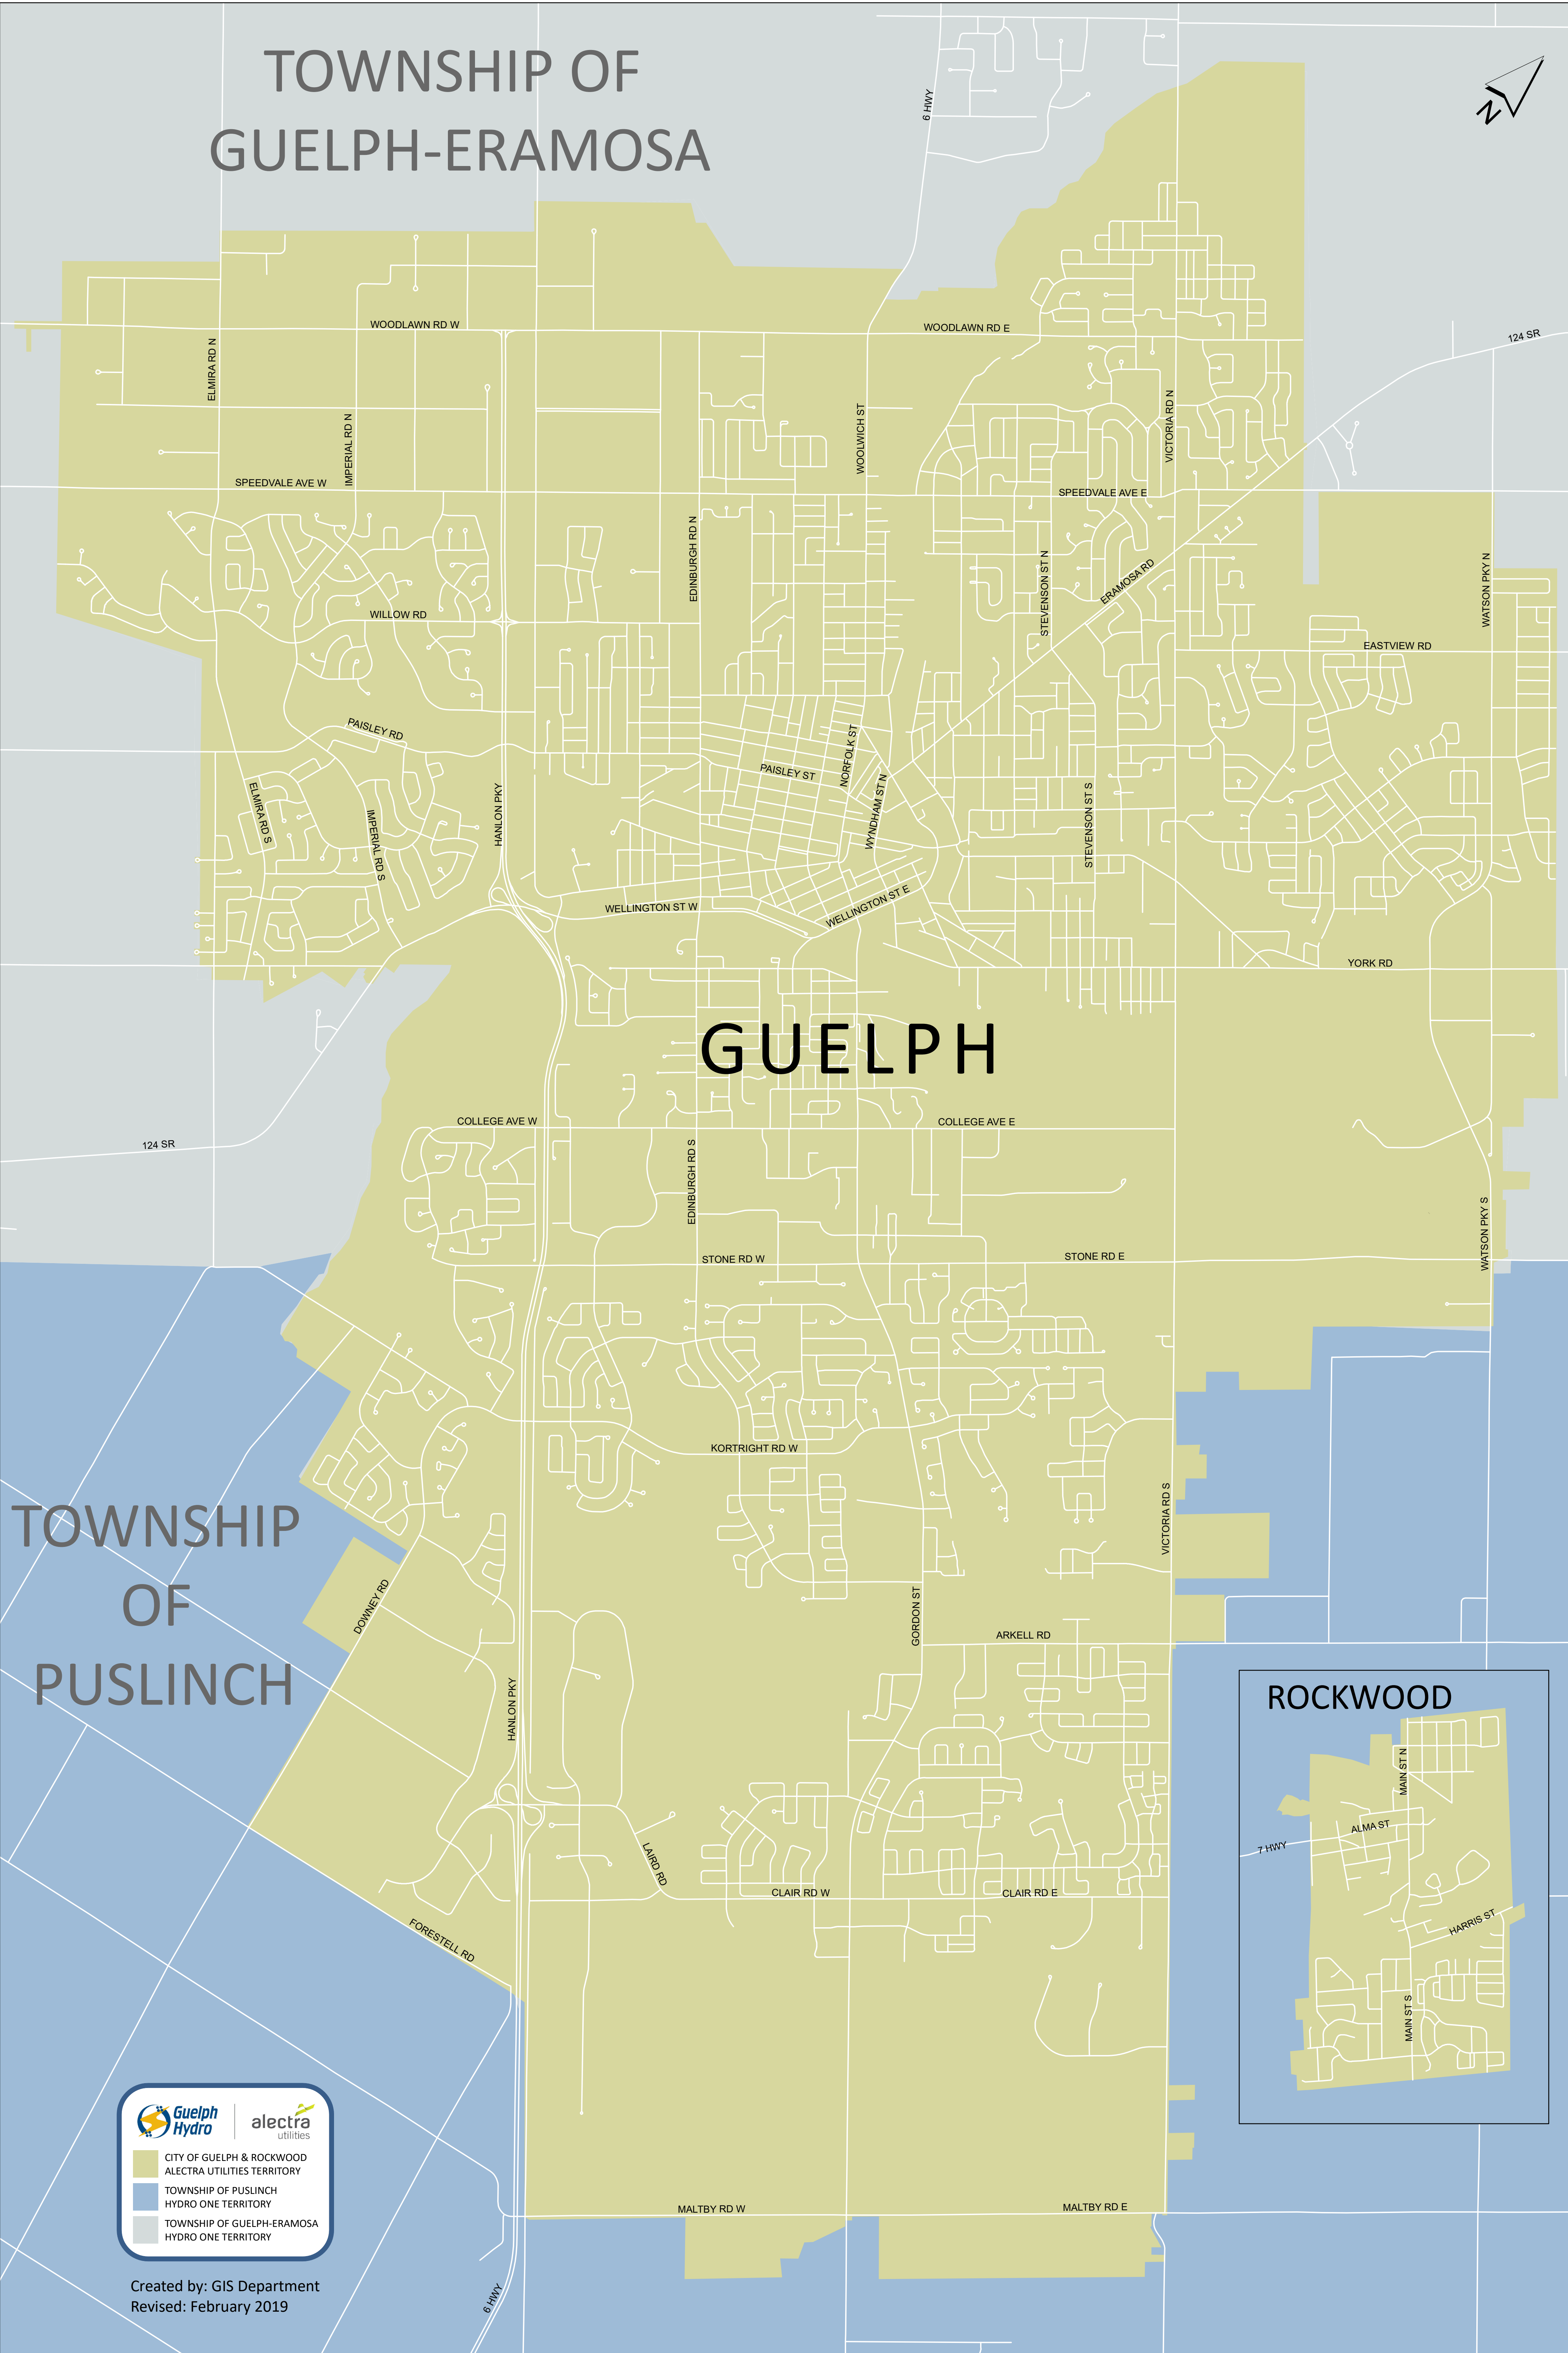 TOWNSHIP OF
GUELPH-ERAMOSA
6 HWY
N
WOODLAWN RD W
WOODLAWN RD E
124 SR
ELMIRA RD N
IMPERIAL RD N
WOOLWICH ST
VICTORIA RD N
SPEEDVALE AVE W
SPEEDVALE AVE E
EDINBURGH RD N
STEVENSON ST N
ERAMOSA RD
WATSON PKY N
WILLOW RD
EASTVIEW RD
PAISLEY RD
PAISLEY ST
NORFOLK ST
WYNDHAM ST N
ELMIRA RD S
IMPERIAL RD S
HANLON PKY
STEVENSON ST S
WELLINGTON ST W
WELLINGTON ST E
YORK RD
GUELPH
COLLEGE AVE W
COLLEGE AVE E
124 SR
EDINBURGH RD S
WATSON PKY S
STONE RD W
STONE RD E
KORTRIGHT RD W
VICTORIA RD S
TOWNSHIP
OF
PUSLINCH
DOWNEY RD
GORDON ST
ARKELL RD
HANLON PKY
LAIRD RD
CLAIR RD W
CLAIR RD E
FORESTELL RD
ROCKWOOD
MAIN ST N
ALMA ST
7 HWY
HARRIS ST
MAIN ST S
MALTBY RD W
MALTBY RD E
6 HWY
Guelph
Hydro
alectra
utilities
CITY OF GUELPH & ROCKWOOD
ALECTRA UTILITIES TERRITORY
TOWNSHIP OF PUSLINCH
HYDRO ONE TERRITORY
TOWNSHIP OF GUELPH-ERAMOSA
HYDRO ONE TERRITORY
Created by: GIS Department
Revised: February 2019